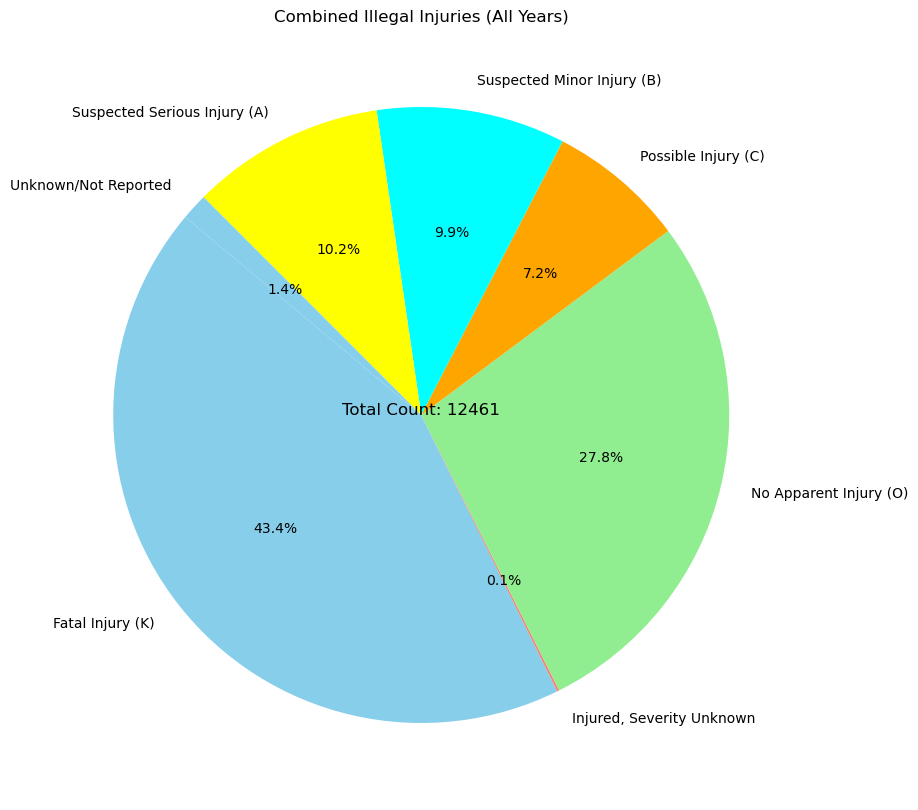 Combined Illegal Injuries (All Years)
Suspected Minor Injury (B)
Suspected Serious Injury (A)
Possible Injury (C)
Unknown/Not Reported
9.9%
10.2%
7.2%
1.4%
Total Count: 12461
27.8%
No Apparent Injury (O)
43.4%
0.1%
Fatal Injury (K)
Injured, Severity Unknown